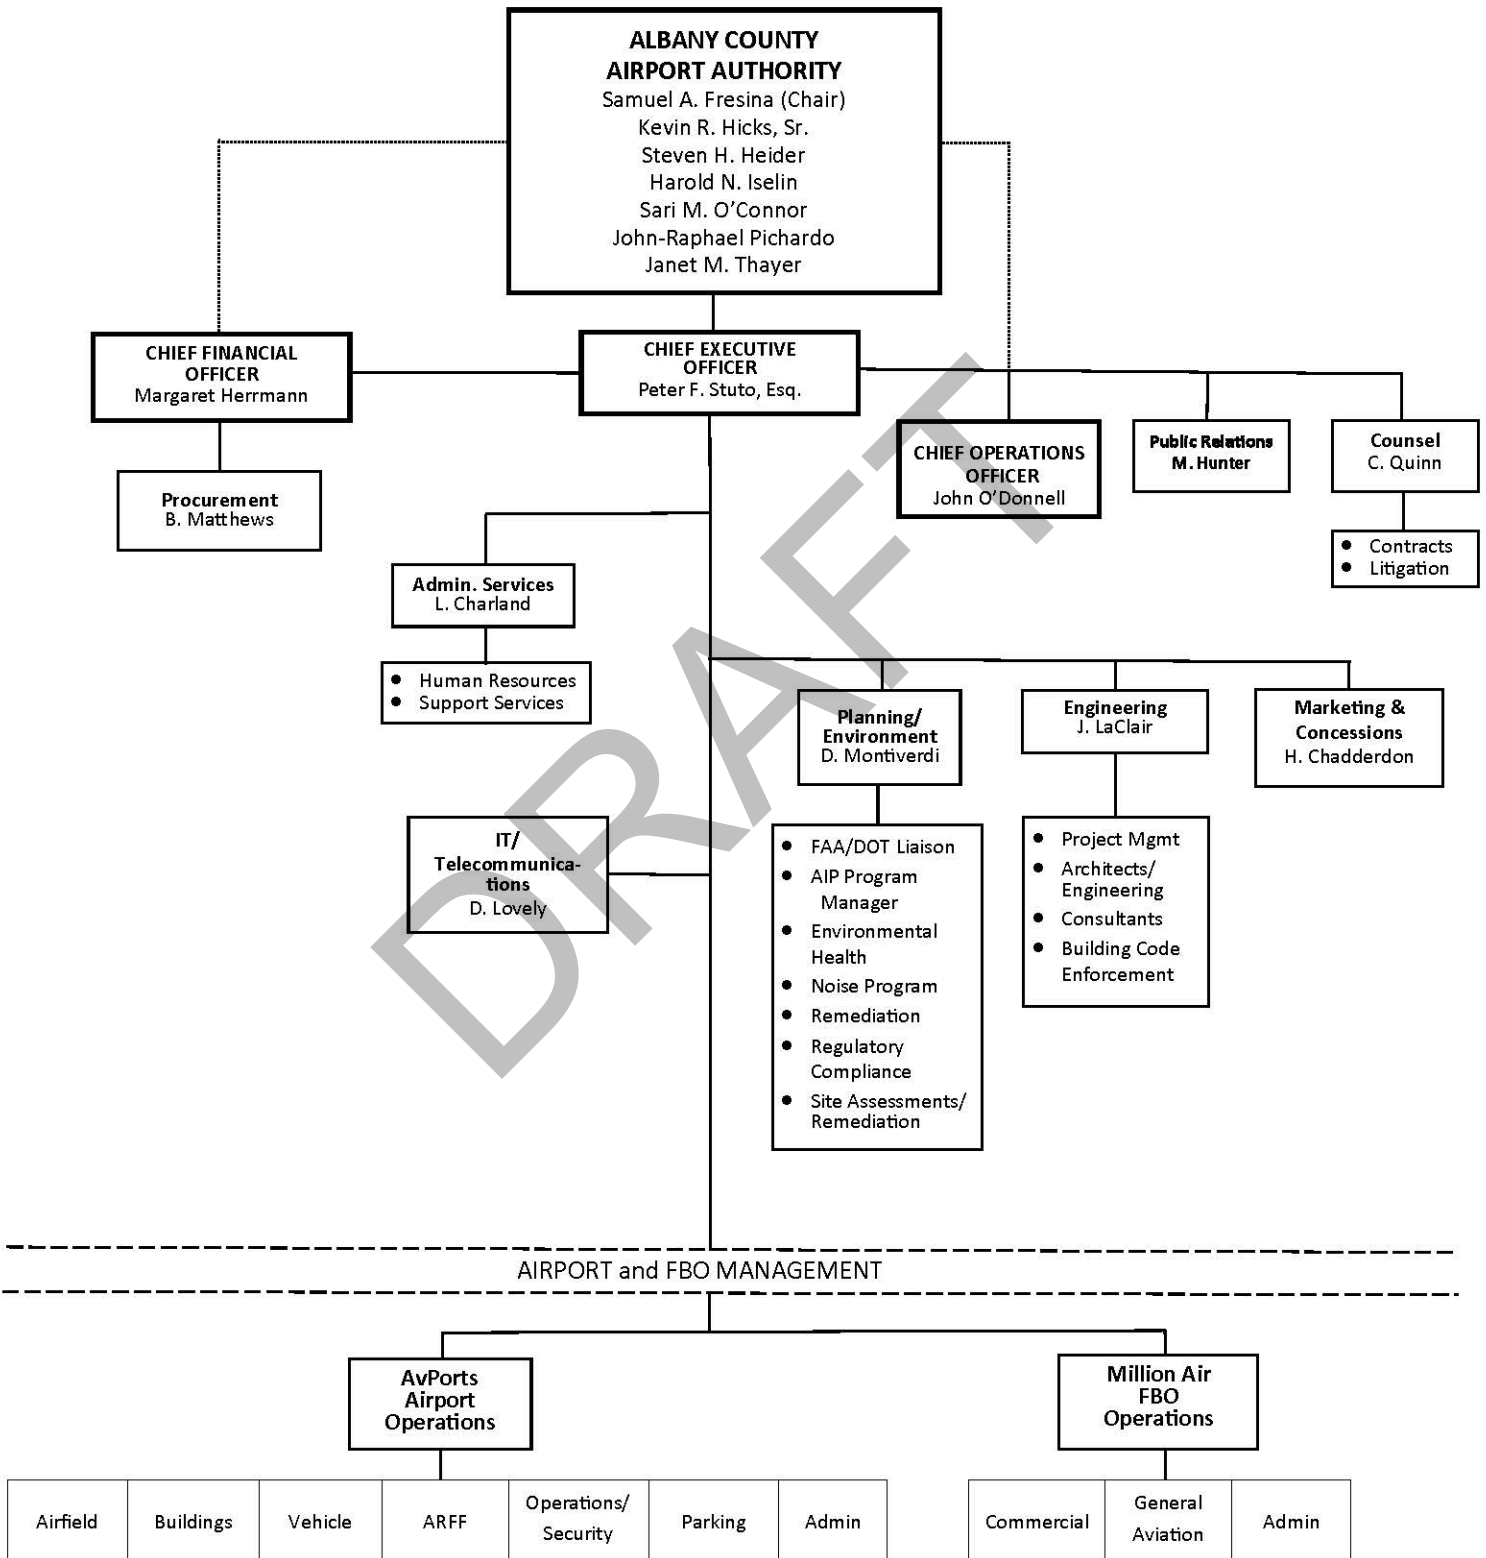 ALBANY COUNTY
AIRPORT AUTHORITY
Samuel A. Fresina (Chair)
Kevin R. Hicks, Sr.
Steven H. Heider
Harold N. Iselin
Sari M. O’Connor
John-Raphael Pichardo
Janet M. Thayer
CHIEF FINANCIAL
OFFICER
Margaret Herrmann
CHIEF EXECUTIVE
OFFICER
Peter F. Stuto, Esq.
CHIEF OPERATIONS
OFFICER
John O’Donnell
Public Relations
M. Hunter
Counsel
C. Quinn
Procurement
B. Matthews
● Contracts
● Litigation
Admin. Services
L. Charland
● Human Resources
● Support Services
Planning/
Environment
D. Montiverdi
Engineering
J. LaClair
Marketing &
Concessions
H. Chadderdon
IT/
Telecommunica-
tions
D. Lovely
● FAA/DOT Liaison
● AIP Program
Manager
● Environmental
Health
● Noise Program
● Remediation
● Regulatory
Compliance
● Site Assessments/
Remediation
● Project Mgmt
● Architects/
Engineering
● Consultants
● Building Code
Enforcement
DRAFT
AIRPORT and FBO MANAGEMENT
AvPorts
Airport
Operations
Million Air
FBO
Operations
Airfield
Buildings
Vehicle
ARFF
Operations/
Security
Parking
Admin
Commercial
General
Aviation
Admin